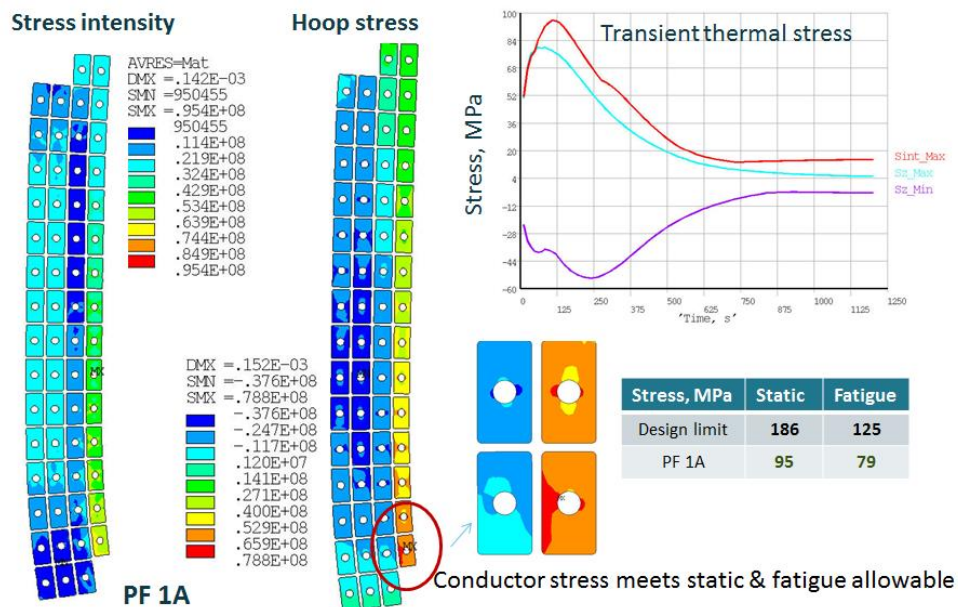 Stress intensity
Hoop stress
Transient thermal stress
AVRES=Mat
DMX =.142E-03
SMN =950455
SMX =.954E+08
950455
.114E+08
.219E+08
.324E+08
.429E+08
.534E+08
.639E+08
.744E+08
.849E+08
.954E+08
MX
DMX =.152E-03
SMN =-.376E+08
SMX =.788E+08
-.376E+08
-.247E+08
-.117E+08
.120E+07
.141E+08
.271E+08
.400E+08
.529E+08
.659E+08
.788E+08
MX
PF 1A
Stress, MPa
100
84
68
52
36
20
4
-12
-28
-44
-60
0
125
250
375
500
625
750
875
1000
1125
1250
'Time, s'
Sint_Max
Sz_Max
Sz_Min
Stress, MPa Static Fatigue
Design limit 186 125
PF 1A 95 79
Conductor stress meets static & fatigue allowable